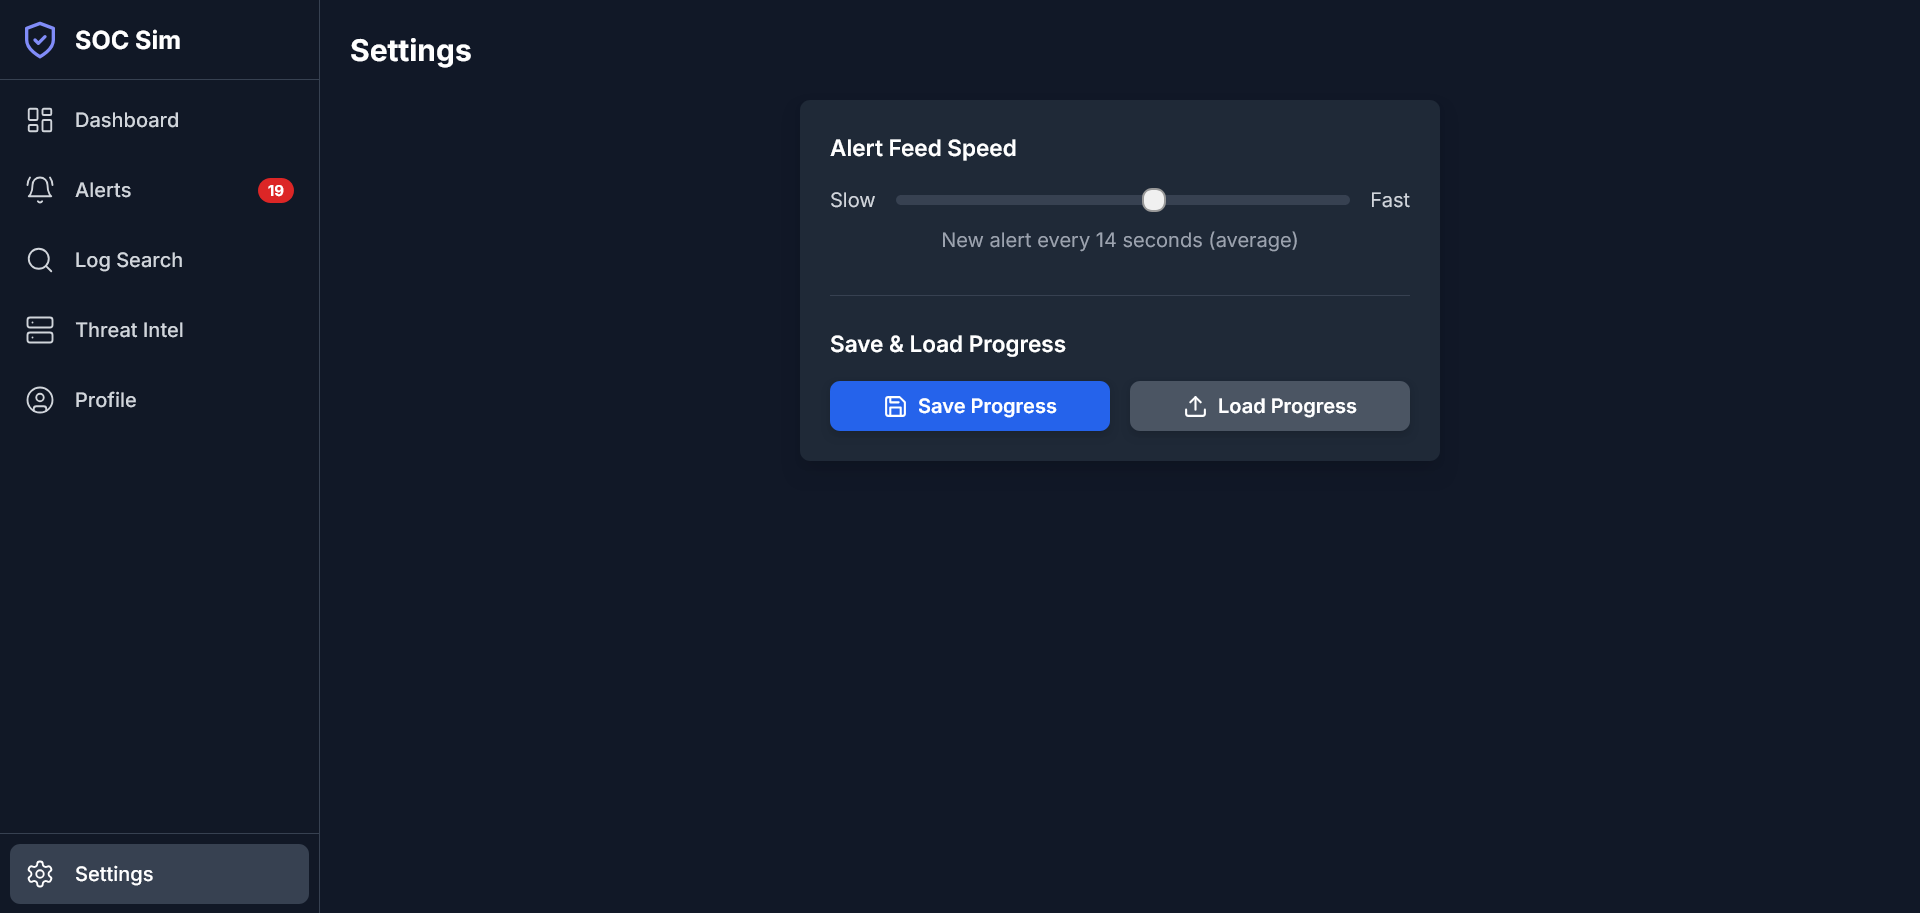 SOC Sim
Dashboard
Alerts 19
Log Search
Threat Intel
Profile
Settings
Settings
Alert Feed Speed
Slow Fast
New alert every 14 seconds (average)
Save & Load Progress
Save Progress Load Progress